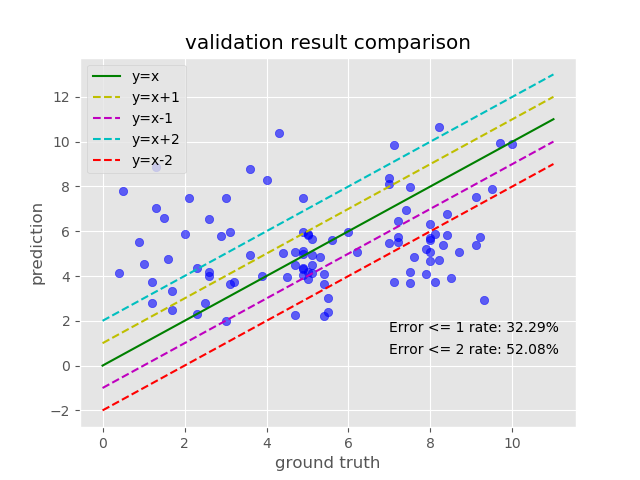 validation result comparison
y=x
y=x+1
y=x-1
y=x+2
y=x-2
12
10
8
6
4
2
0
−2
prediction
Error <= 1 rate: 32.29%
Error <= 2 rate: 52.08%
0 2 4 6 8 10
ground truth